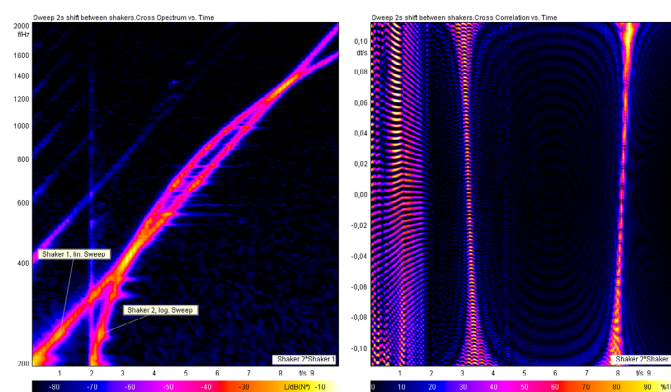 Sweep 2s shift between shakers.Cross Spectrum vs. Time
2000
f/Hz
1600
1400
1200
1000
800
600
400
200
Shaker 1, lin. Sweep
Shaker 2, log. Sweep
Shaker 2*Shaker 1
1 2 3 4 5 6 7 8 t/s 9
-80 -70 -60 -50 -40 -30 L/dB(N²) -10
Sweep 2s shift between shakers.Cross Correlation vs. Time
0,10
dt/s
0,08
0,06
0,04
0,02
0,00
-0,02
-0,04
-0,06
-0,08
-0,10
Shaker 2*Shaker 1
1 2 3 4 5 6 7 8 t/s 9
0 10 20 30 40 50 60 70 80 90 %1